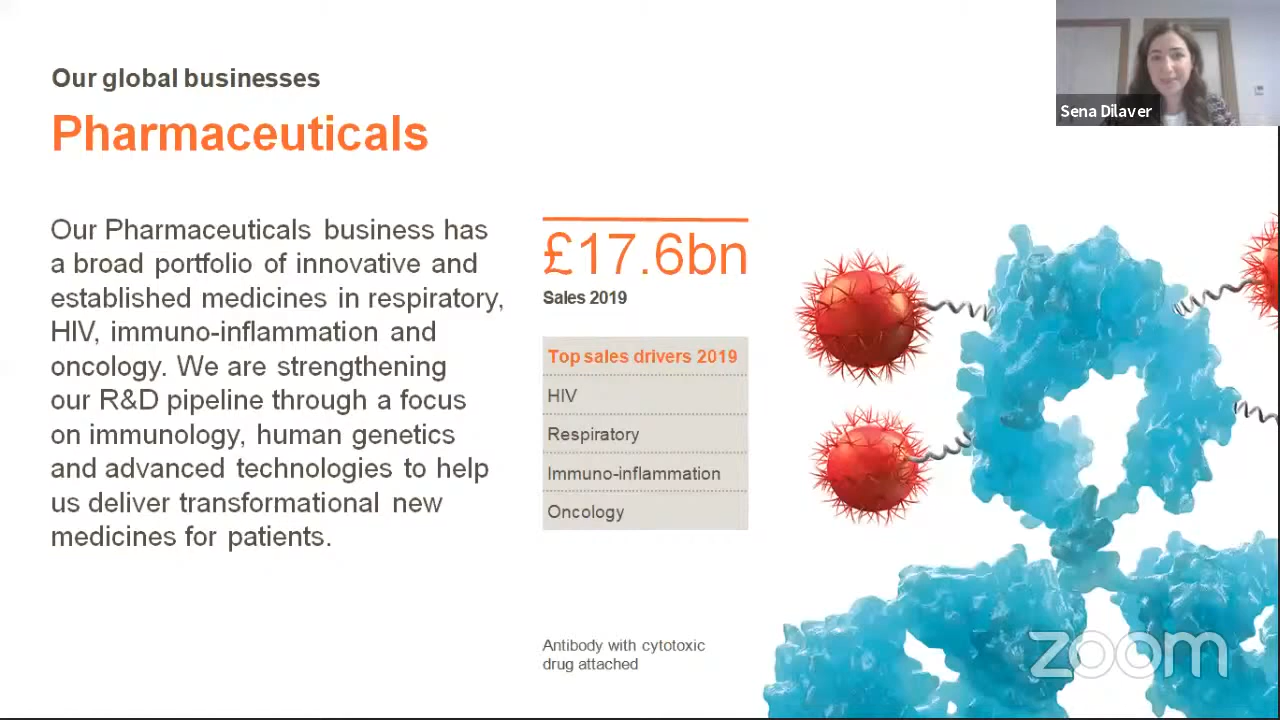 Our global businesses
Pharmaceuticals
Our Pharmaceuticals business has
a broad portfolio of innovative and
established medicines in respiratory,
HIV, immuno-inflammation and
oncology. We are strengthening
our R&D pipeline through a focus
on immunology, human genetics
and advanced technologies to help
us deliver transformational new
medicines for patients.
£17.6bn
Sales 2019
Top sales drivers 2019
HIV
Respiratory
Immuno-inflammation
Oncology
Antibody with cytotoxic
drug attached
Sena Dilaver
zoom